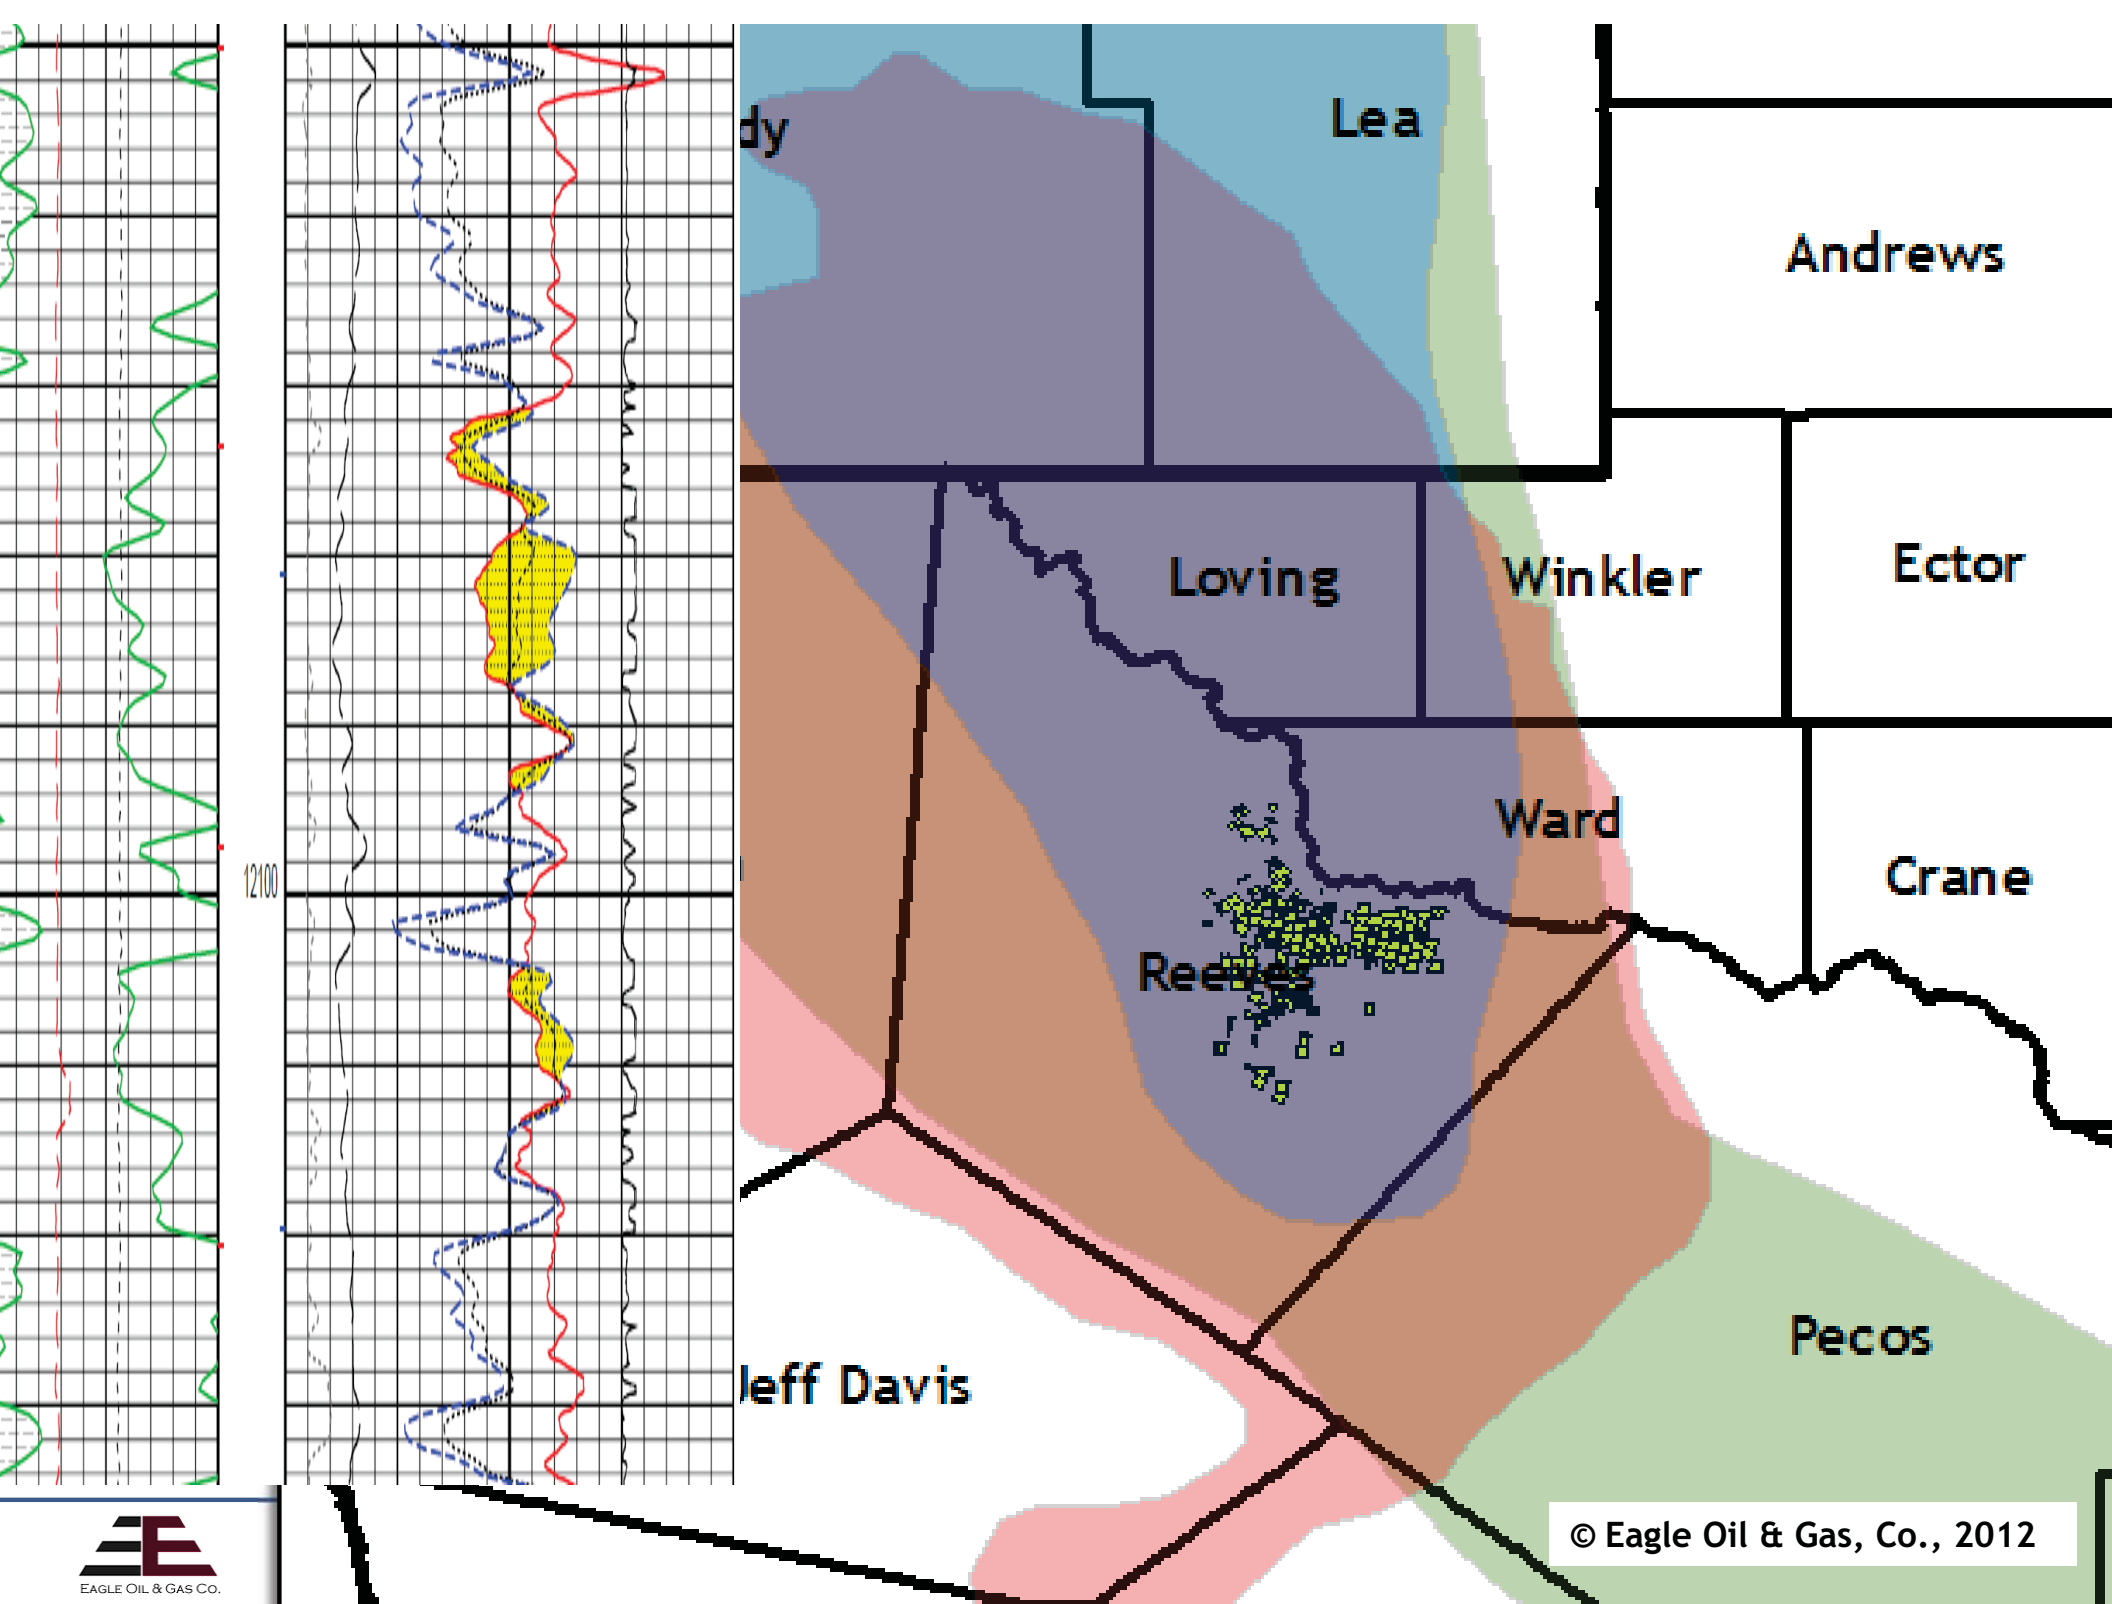 dy
Lea
Andrews
Loving
Winkler
Ector
Ward
Crane
12100
Reeves
Pecos
Jeff Davis
© Eagle Oil & Gas, Co., 2012
EAGLE OIL & GAS CO.